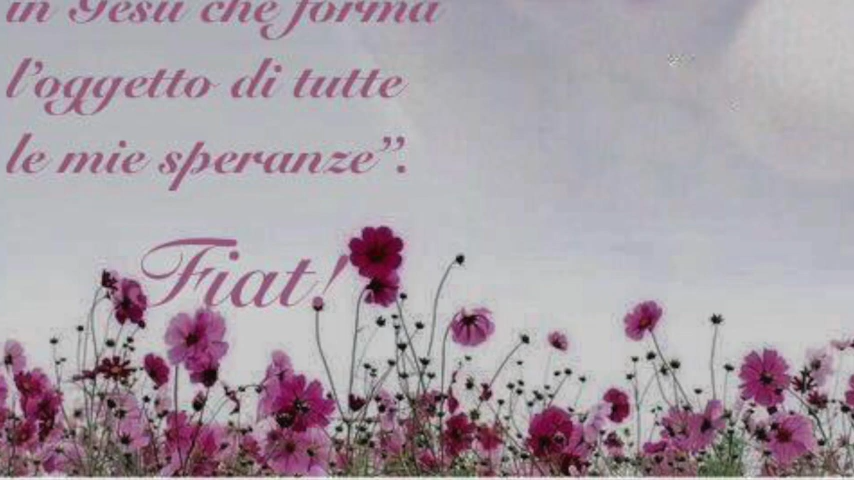 in Gesù che forma
l'oggetto di tutte
le mie speranze”.
Fiat!